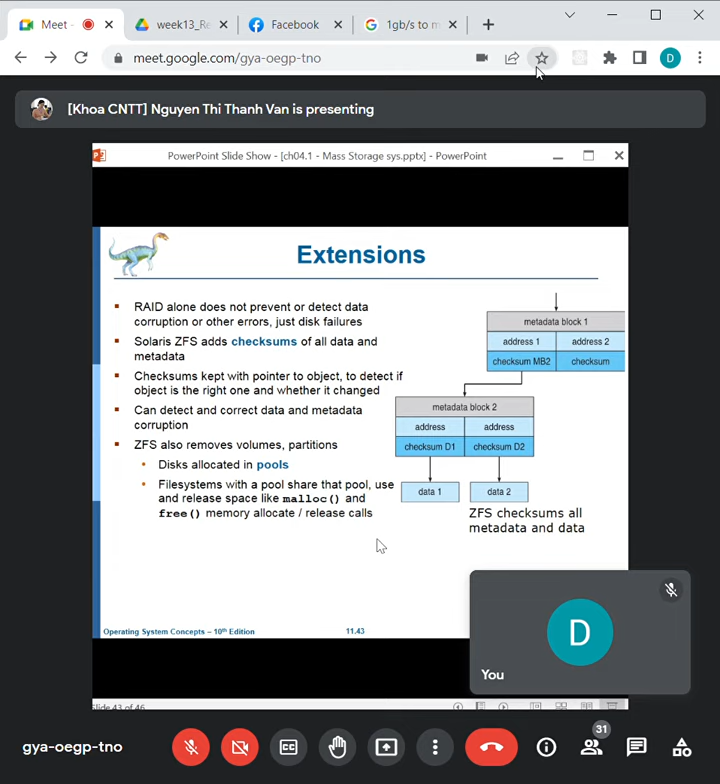 Meet -
week13_Re
Facebook
1gb/s to m
meet.google.com/gya-oegp-tno
D
[Khoa CNTT] Nguyen Thi Thanh Van is presenting
PowerPoint Slide Show - [ch04.1 - Mass Storage sys.pptx] - PowerPoint
Extensions
RAID alone does not prevent or detect data
corruption or other errors, just disk failures
Solaris ZFS adds checksums of all data and
metadata
Checksums kept with pointer to object, to detect if
object is the right one and whether it changed
Can detect and correct data and metadata
corruption
ZFS also removes volumes, partitions
Disks allocated in pools
Filesystems with a pool share that pool, use
and release space like malloc() and
free() memory allocate / release calls
metadata block 1
address 1 address 2
checksum MB2 checksum
metadata block 2
address address
checksum D1 checksum D2
data 1 data 2
ZFS checksums all
metadata and data
Operating System Concepts – 10th Edition
11.43
D
You
Slide 43 of 46
gya-oegp-tno
CC
31